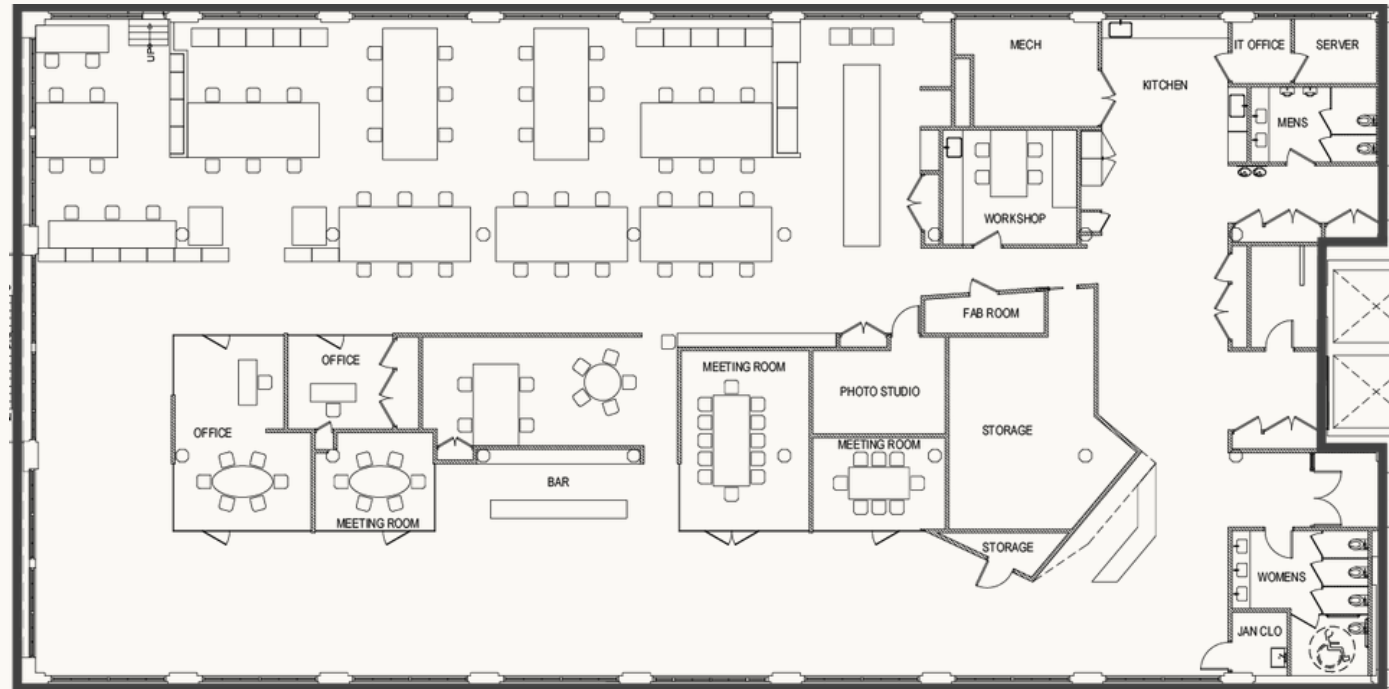 UP
MECH
KITCHEN
IT OFFICE
SERVER
MENS
WORKSHOP
FAB ROOM
OFFICE
MEETING ROOM
PHOTO STUDIO
OFFICE
STORAGE
MEETING ROOM
BAR
MEETING ROOM
STORAGE
WOMENS
JAN CLO